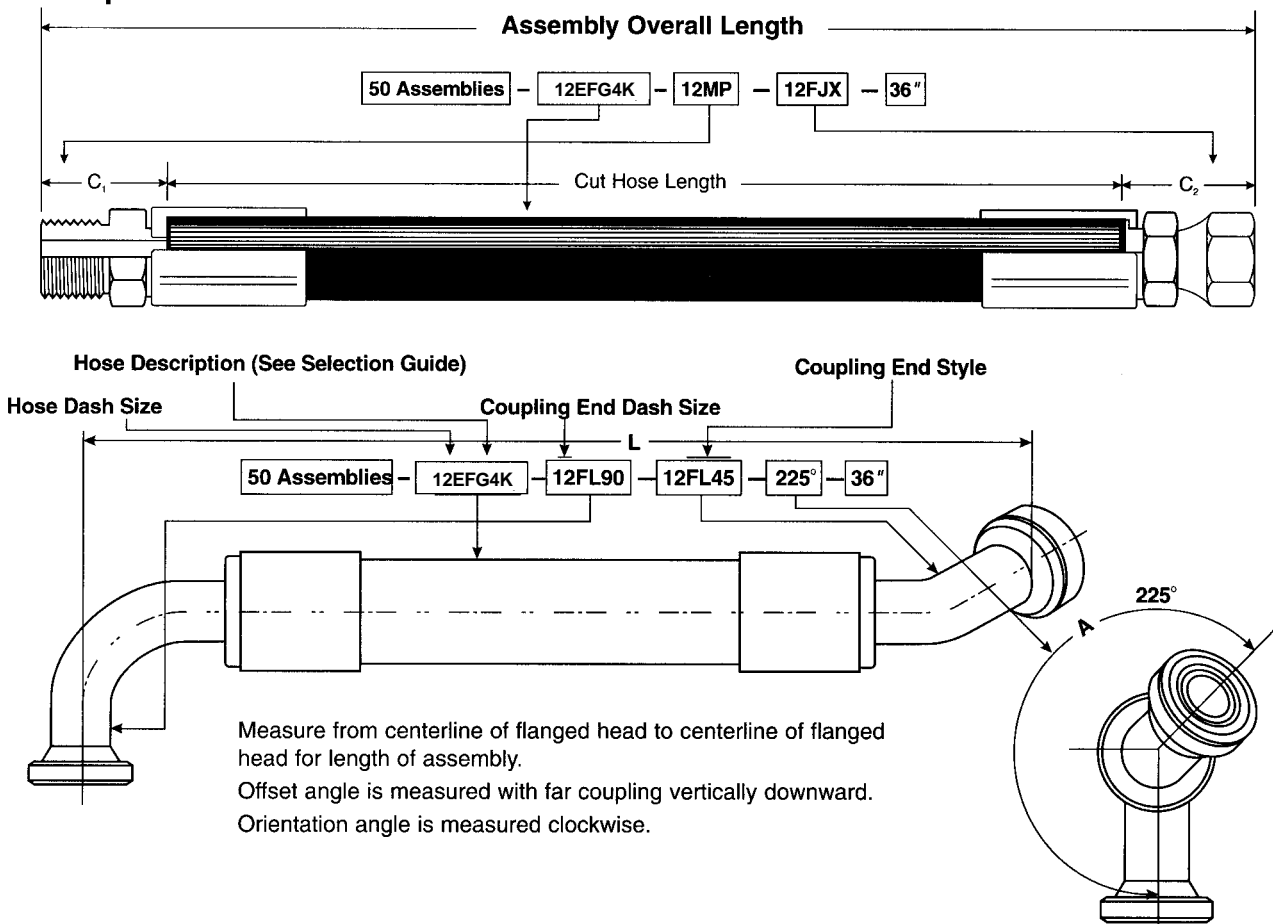 Assembly Overall Length
50 Assemblies – 12EFG4K – 12MP – 12FJX – 36"
C₁ Cut Hose Length C₂
Hose Description (See Selection Guide)
Coupling End Style
Hose Dash Size
Coupling End Dash Size
L
50 Assemblies – 12EFG4K – 12FL90 – 12FL45 – 225° – 36"
225°
A
Measure from centerline of flanged head to centerline of flanged
head for length of assembly.
Offset angle is measured with far coupling vertically downward.
Orientation angle is measured clockwise.